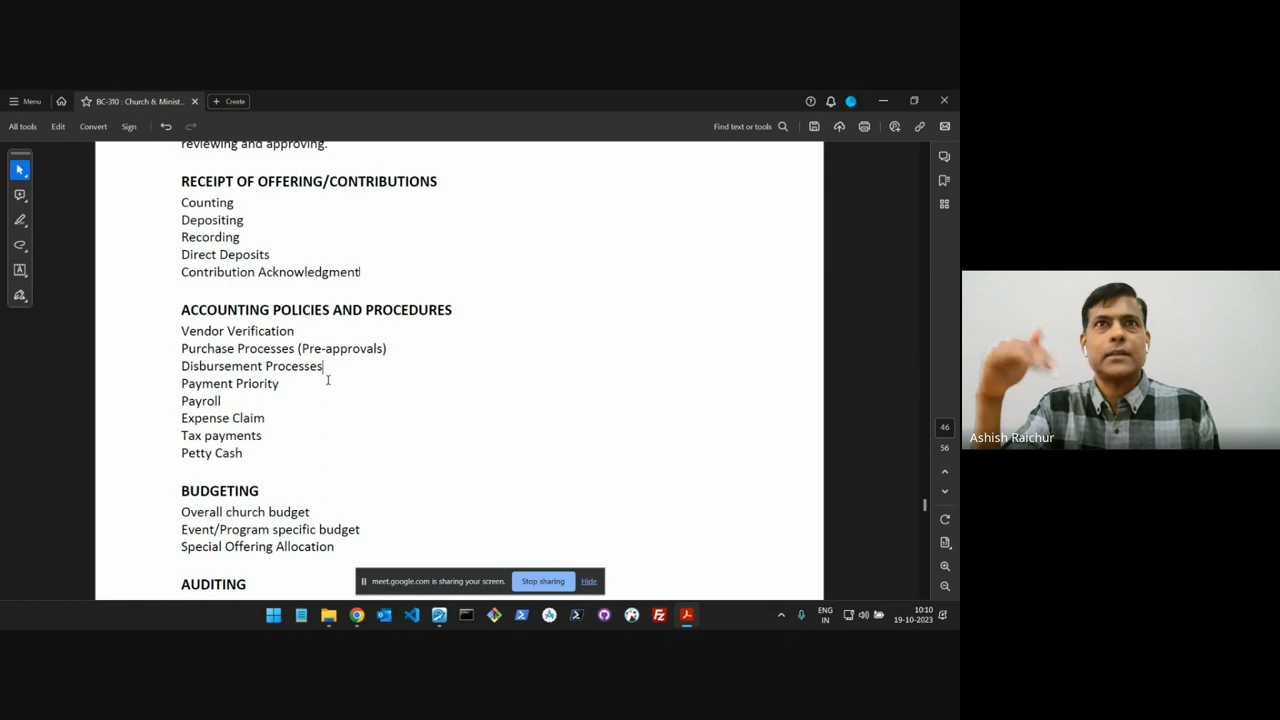 Menu
BC-310 : Church & Minist...
Create
All tools
Edit
Convert
Sign
Find text or tools
reviewing and approving.
RECEIPT OF OFFERING/CONTRIBUTIONS
Counting
Depositing
Recording
Direct Deposits
Contribution Acknowledgment
ACCOUNTING POLICIES AND PROCEDURES
Vendor Verification
Purchase Processes (Pre-approvals)
Disbursement Processes
Payment Priority
Payroll
Expense Claim
Tax payments
Petty Cash
BUDGETING
Overall church budget
Event/Program specific budget
Special Offering Allocation
AUDITING
46
56
meet.google.com is sharing your screen.
Stop sharing
Hide
ENG
IN
10:10
19-10-2023
Ashish Raichur